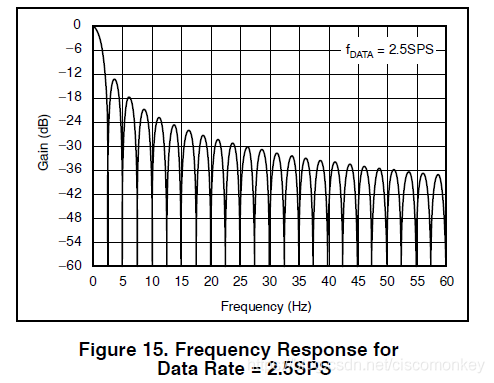 0
−6
−12
−18
−24
−30
−36
−42
−48
−54
−60
Gain (dB)
fDATA = 2.5SPS
0 5 10 15 20 25 30 35 40 45 50 55 60
Frequency (Hz)
Figure 15. Frequency Response for
Data Rate = 2.5SPS